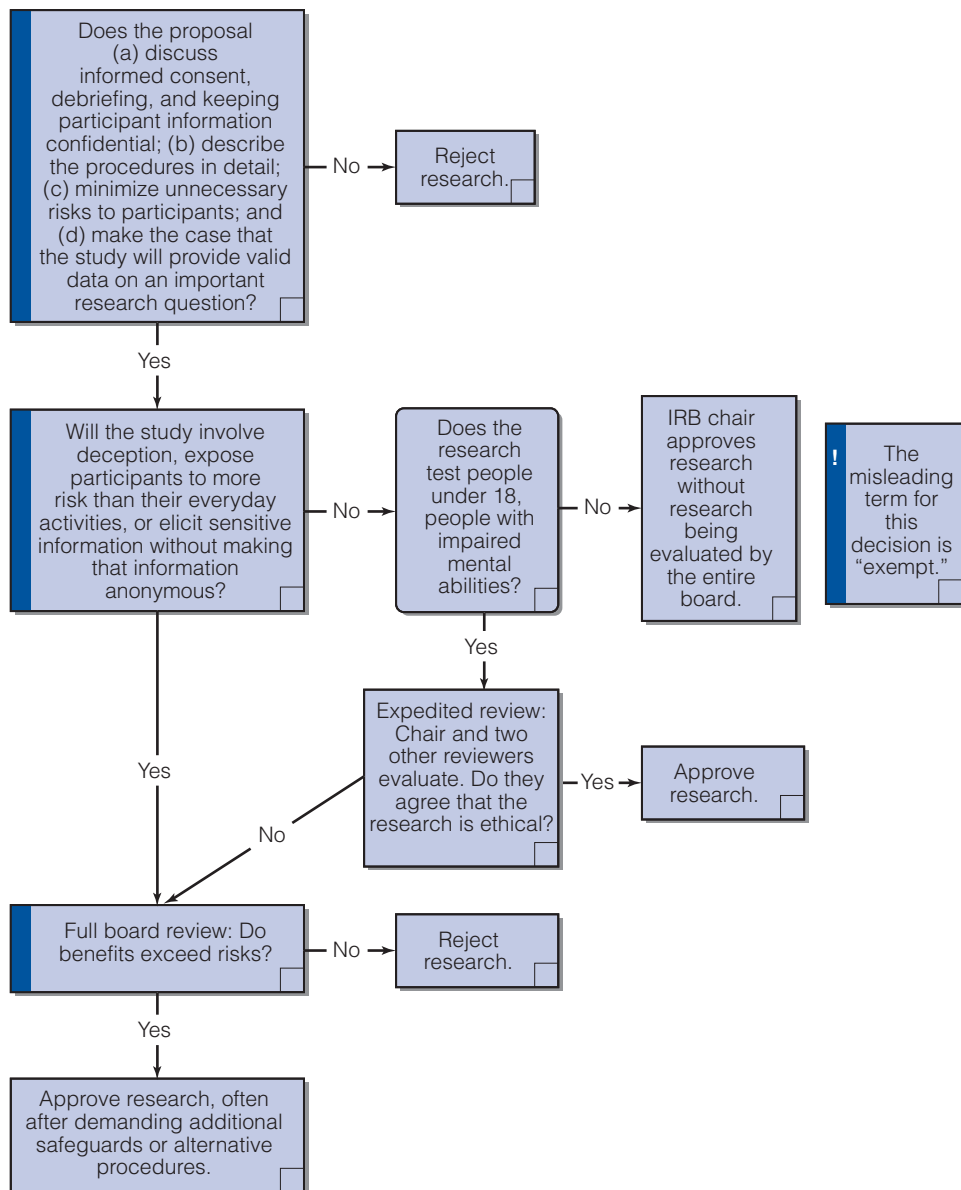 Does the proposal
(a) discuss
informed consent,
debriefing, and keeping
participant information
confidential; (b) describe
the procedures in detail;
(c) minimize unnecessary
risks to participants; and
(d) make the case that
the study will provide valid
data on an important
research question?
No
Reject
research.
Yes
Will the study involve
deception, expose
participants to more
risk than their everyday
activities, or elicit sensitive
information without making
that information
anonymous?
No
Does the
research
test people
under 18,
people with
impaired
mental
abilities?
No
IRB chair
approves
research
without
research
being
evaluated by
the entire
board.
!
The
misleading
term for
this
decision is
“exempt.”
Yes
Expedited review:
Chair and two
other reviewers
evaluate. Do they
agree that the
research is ethical?
Yes
Approve
research.
Yes
No
Full board review: Do
benefits exceed risks?
No
Reject
research.
Yes
Approve research, often
after demanding additional
safeguards or alternative
procedures.